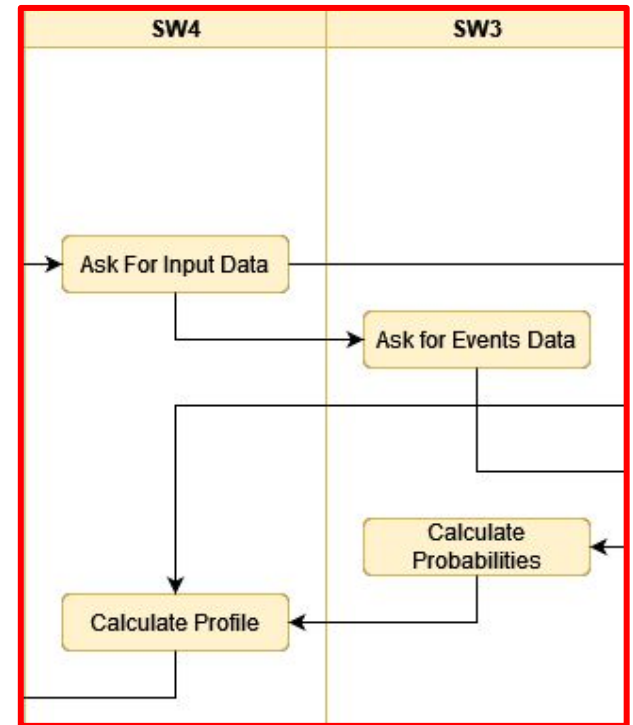 SW4
SW3
Ask For Input Data
Ask for Events Data
Calculate
Probabilities
Calculate Profile